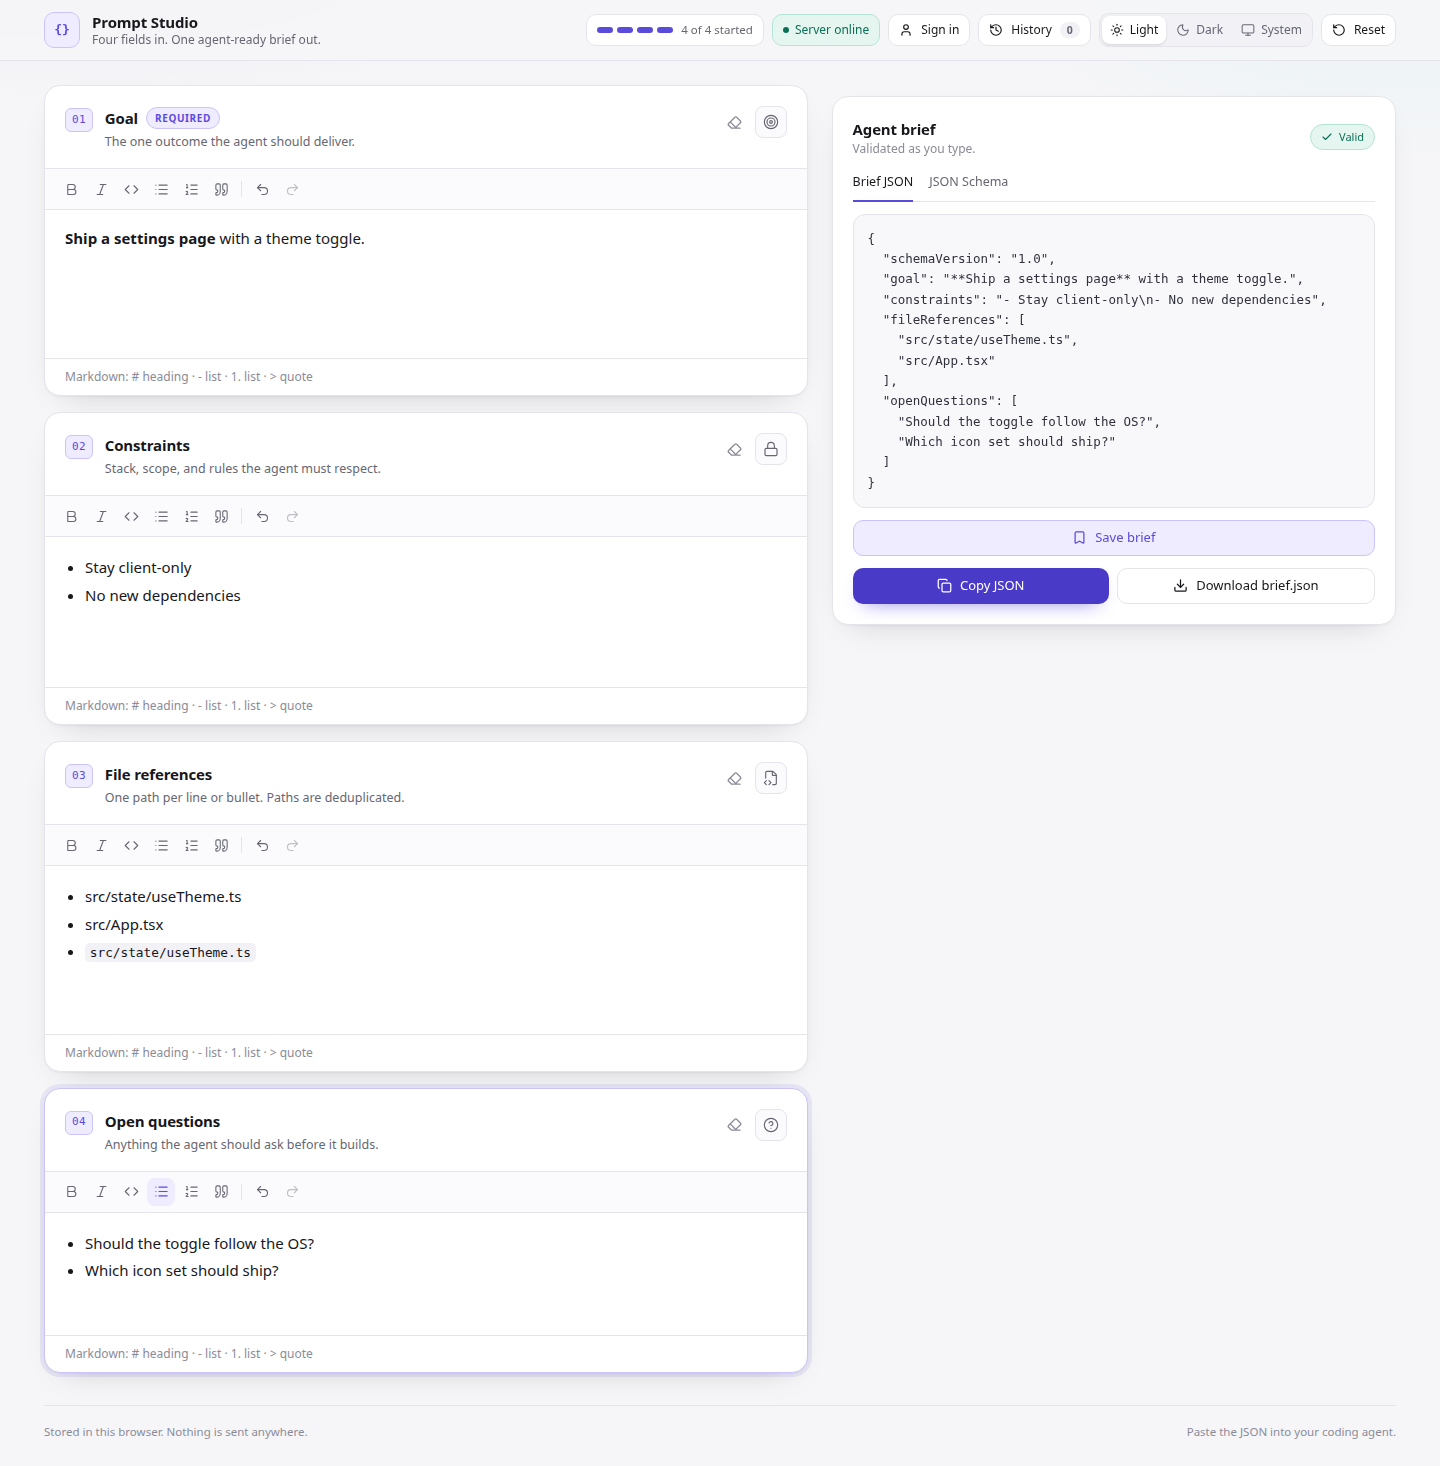 {} Prompt Studio
Four fields in. One agent-ready brief out.
4 of 4 started
Server online
Sign in
History 0
Light
Dark
System
Reset
01 Goal REQUIRED
The one outcome the agent should deliver.
Ship a settings page with a theme toggle.
Markdown: # heading · - list · 1. list · > quote
02 Constraints
Stack, scope, and rules the agent must respect.
• Stay client-only
• No new dependencies
Markdown: # heading · - list · 1. list · > quote
03 File references
One path per line or bullet. Paths are deduplicated.
• src/state/useTheme.ts
• src/App.tsx
• src/state/useTheme.ts
Markdown: # heading · - list · 1. list · > quote
04 Open questions
Anything the agent should ask before it builds.
• Should the toggle follow the OS?
• Which icon set should ship?
Markdown: # heading · - list · 1. list · > quote
Agent brief
Validated as you type.
Valid
Brief JSON JSON Schema
{
  "schemaVersion": "1.0",
  "goal": "**Ship a settings page** with a theme toggle.",
  "constraints": "- Stay client-only\n- No new dependencies",
  "fileReferences": [
    "src/state/useTheme.ts",
    "src/App.tsx"
  ],
  "openQuestions": [
    "Should the toggle follow the OS?",
    "Which icon set should ship?"
  ]
}
Save brief
Copy JSON
Download brief.json
Stored in this browser. Nothing is sent anywhere.
Paste the JSON into your coding agent.